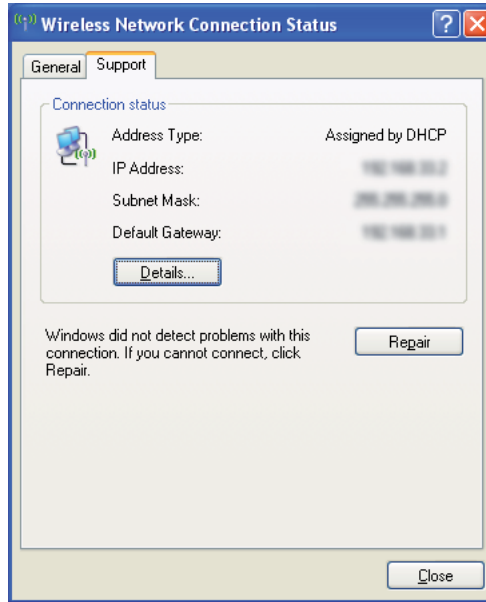 Wireless Network Connection Status
General Support
Connection status
Address Type: Assigned by DHCP
IP Address:
Subnet Mask:
Default Gateway:
Details...
Windows did not detect problems with this
connection. If you cannot connect, click
Repair.
Repair
Close